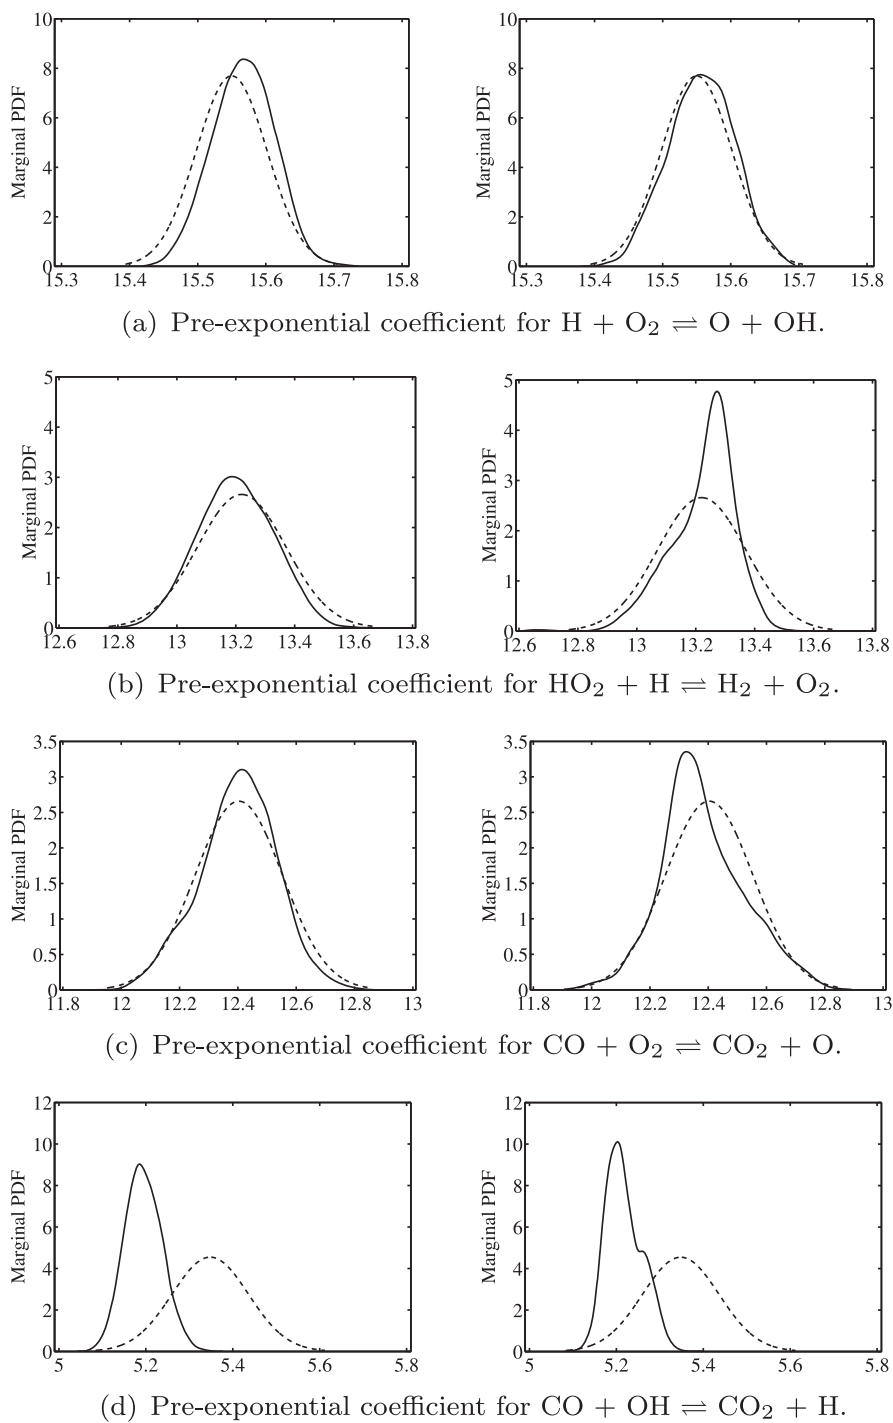 10
8
6
4
2
0
Marginal PDF
15.3 15.4 15.5 15.6 15.7 15.8
10
8
6
4
2
0
Marginal PDF
15.3 15.4 15.5 15.6 15.7 15.8
(a) Pre-exponential coefficient for H + O₂ ⇌ O + OH.
5
4
3
2
1
0
Marginal PDF
12.6 12.8 13 13.2 13.4 13.6 13.8
5
4
3
2
1
0
Marginal PDF
12.6 12.8 13 13.2 13.4 13.6 13.8
(b) Pre-exponential coefficient for HO₂ + H ⇌ H₂ + O₂.
3.5
3
2.5
2
1.5
1
0.5
0
Marginal PDF
11.8 12 12.2 12.4 12.6 12.8 13
3.5
3
2.5
2
1.5
1
0.5
0
Marginal PDF
11.8 12 12.2 12.4 12.6 12.8 13
(c) Pre-exponential coefficient for CO + O₂ ⇌ CO₂ + O.
12
10
8
6
4
2
0
Marginal PDF
5 5.2 5.4 5.6 5.8
12
10
8
6
4
2
0
Marginal PDF
5 5.2 5.4 5.6 5.8
(d) Pre-exponential coefficient for CO + OH ⇌ CO₂ + H.